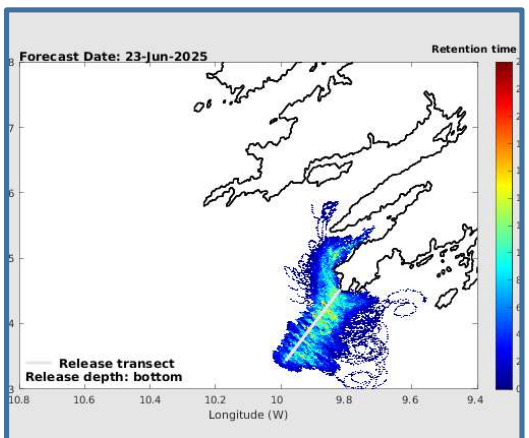 Retention time
Forecast Date: 23-Jun-2025
8
7
6
5
4
3
Release transect
Release depth: bottom
0.8 10.6 10.4 10.2 10 9.8 9.6 9.4
Longitude (W)